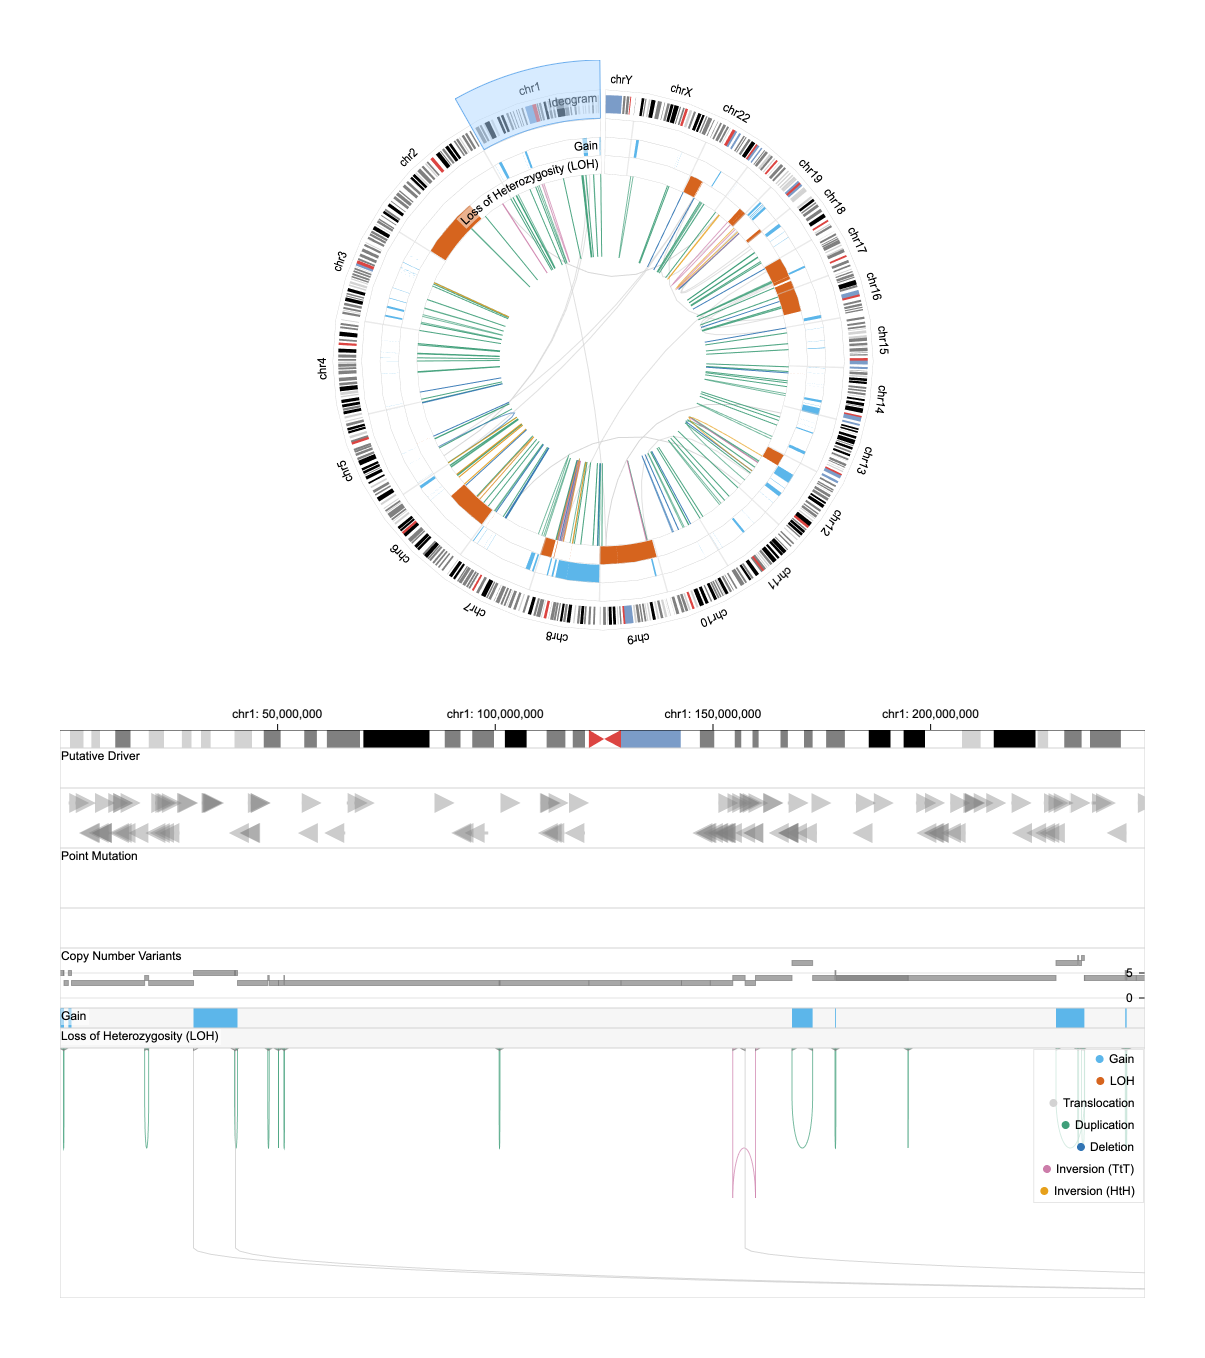 chrY
chrX
chr22
chr19
chr18
chr17
chr16
chr15
chr14
chr13
chr12
chr11
chr10
chr9
chr8
chr7
chr6
chr5
chr4
chr3
chr2
chr1
Ideogram
Gain
Loss of Heterozygosity (LOH)
chr1: 50,000,000
chr1: 100,000,000
chr1: 150,000,000
chr1: 200,000,000
Putative Driver
Point Mutation
Copy Number Variants
5
0
Gain
Loss of Heterozygosity (LOH)
Gain
LOH
Translocation
Duplication
Deletion
Inversion (TtT)
Inversion (HtH)